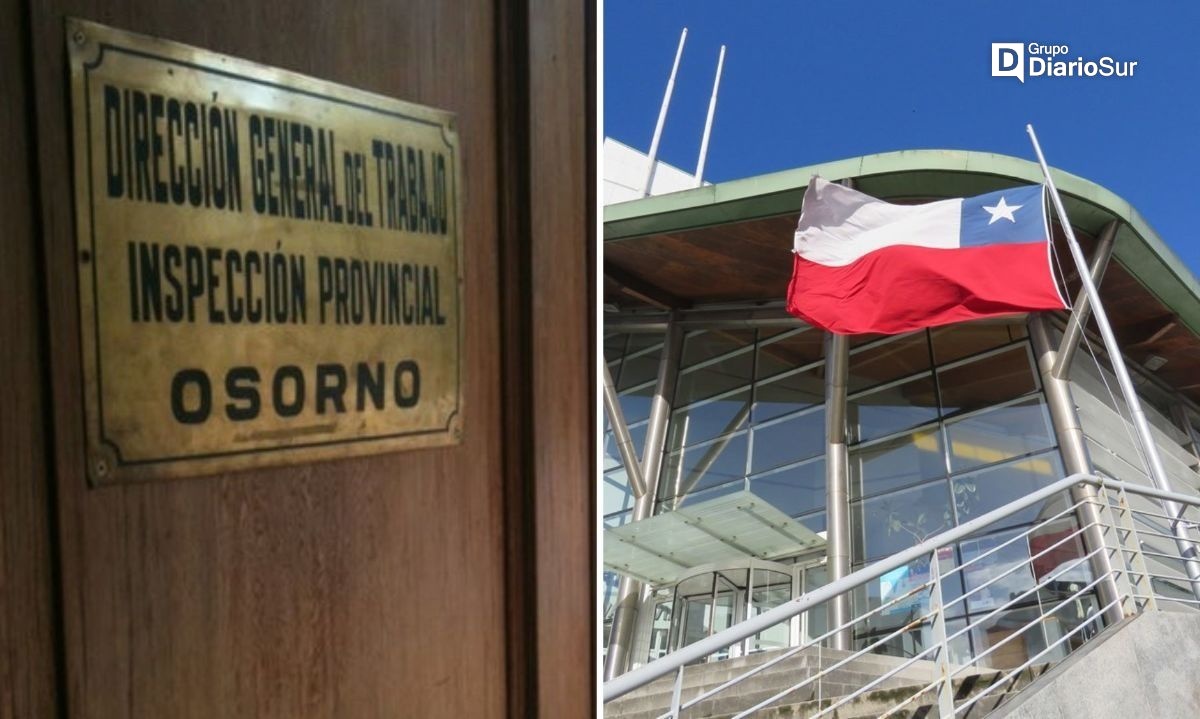 DIRECCIÓN GENERAL DEL TRABAJO
INSPECCIÓN PROVINCIAL
OSORNO
Grupo
DiarioSur